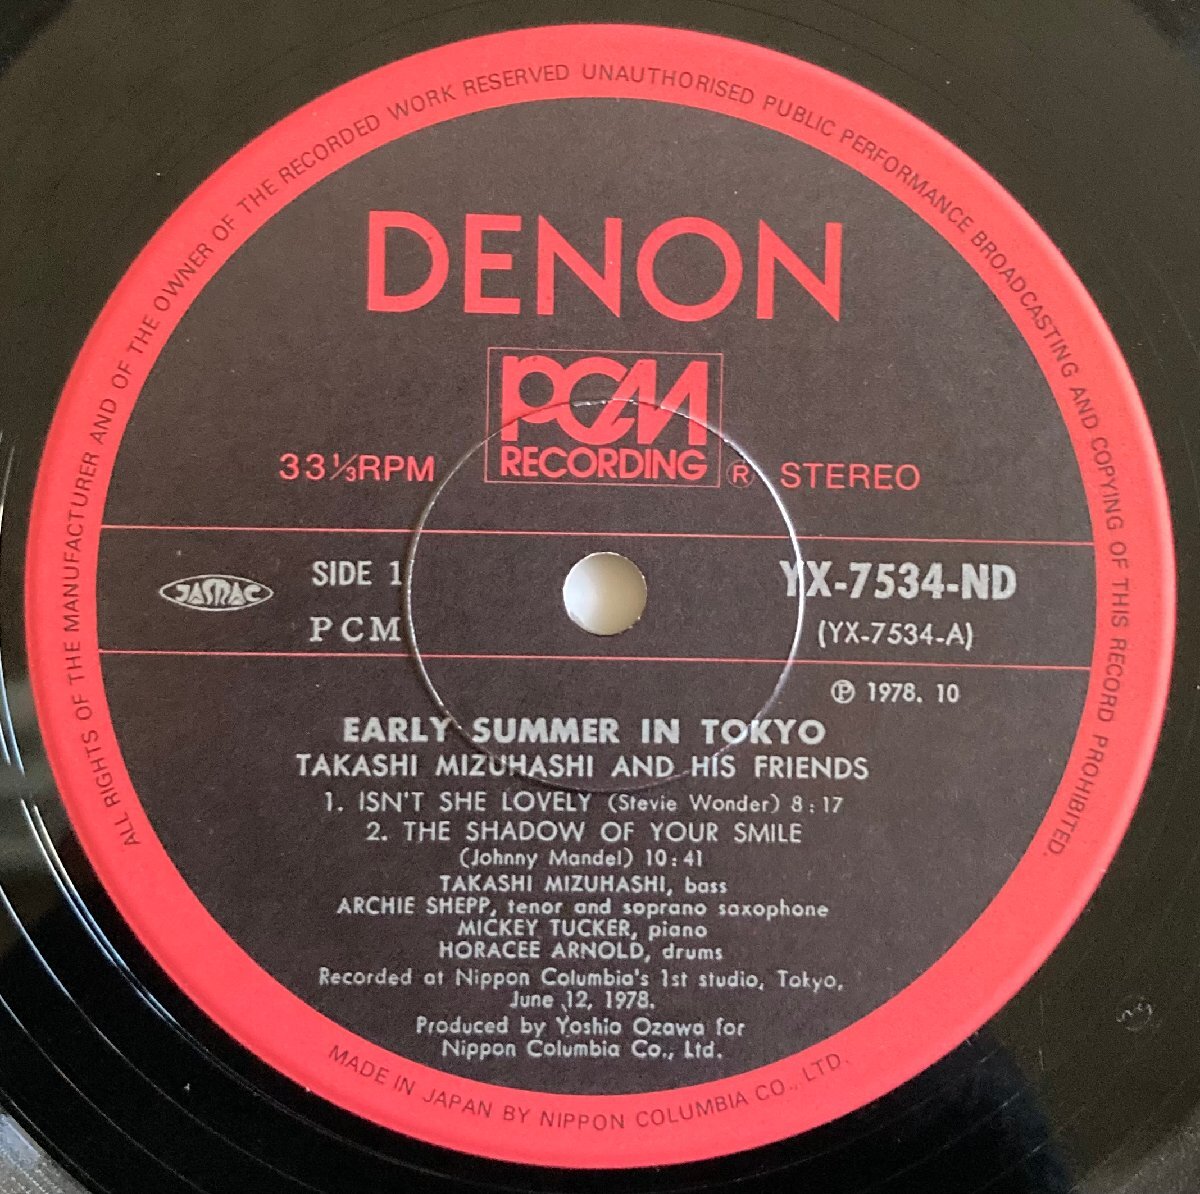 ALL RIGHTS OF THE MANUFACTURER AND OF THE OWNER OF THE RECORDED WORK RESERVED UNAUTHORISED PUBLIC PERFORMANCE BROADCASTING AND COPYING OF THIS RECORD PROHIBITED.
DENON
PCM
RECORDING
33⅓RPM ® STEREO
JASRAC SIDE 1 YX-7534-ND
PCM (YX-7534-A)
℗ 1978. 10
EARLY SUMMER IN TOKYO
TAKASHI MIZUHASHI AND HIS FRIENDS
1. ISN'T SHE LOVELY (Stevie Wonder) 8:17
2. THE SHADOW OF YOUR SMILE
(Johnny Mandel) 10:41
TAKASHI MIZUHASHI, bass
ARCHIE SHEPP, tenor and soprano saxophone
MICKEY TUCKER, piano
HORACEE ARNOLD, drums
Recorded at Nippon Columbia's 1st studio, Tokyo,
June 12, 1978.
Produced by Yoshio Ozawa for
Nippon Columbia Co., Ltd.
MADE IN JAPAN BY NIPPON COLUMBIA CO., LTD.